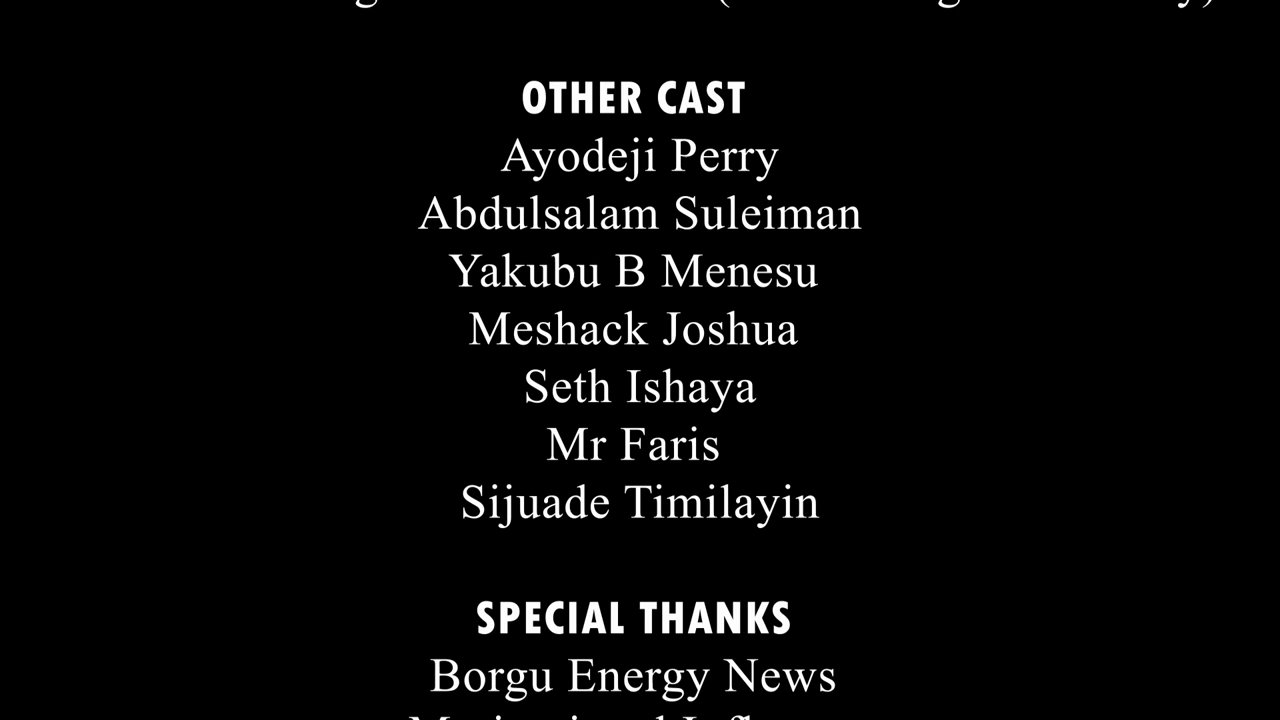 OTHER CAST
Ayodeji Perry
Abdulsalam Suleiman
Yakubu B Menesu
Meshack Joshua
Seth Ishaya
Mr Faris
Sijuade Timilayin
SPECIAL THANKS
Borgu Energy News